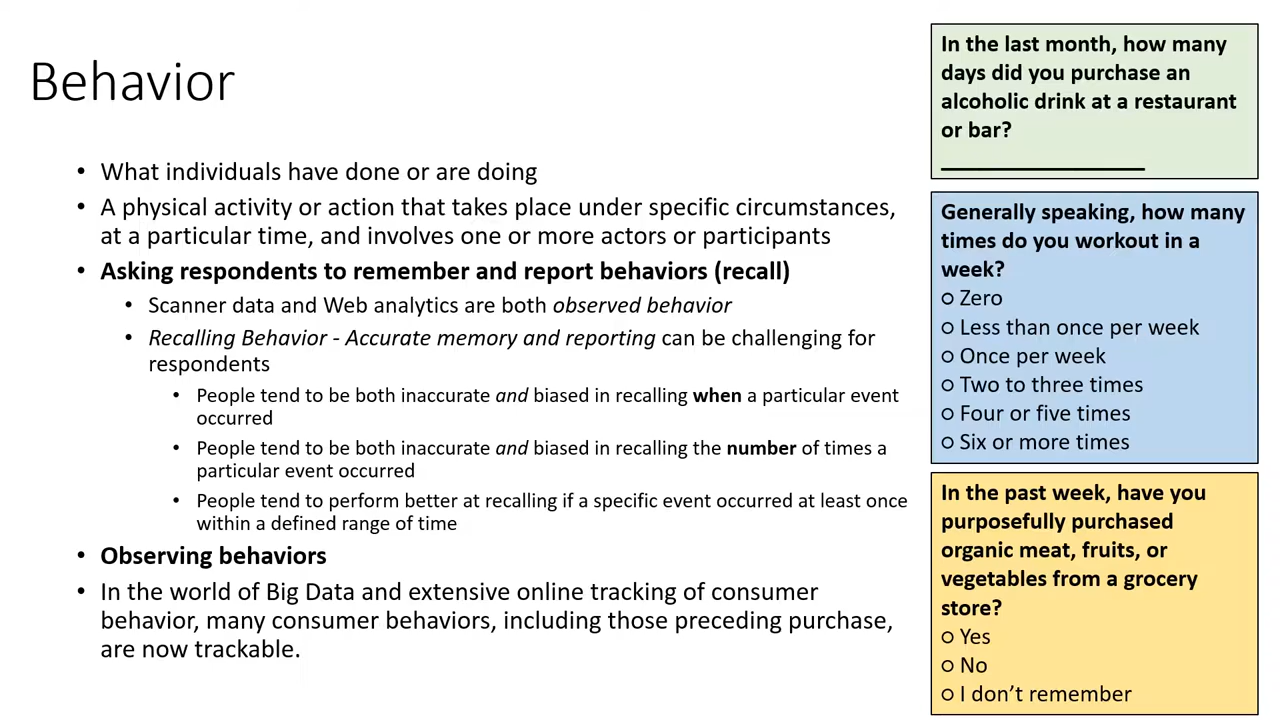 Behavior
• What individuals have done or are doing
• A physical activity or action that takes place under specific circumstances,
at a particular time, and involves one or more actors or participants
• Asking respondents to remember and report behaviors (recall)
• Scanner data and Web analytics are both observed behavior
• Recalling Behavior - Accurate memory and reporting can be challenging for
respondents
• People tend to be both inaccurate and biased in recalling when a particular event
occurred
• People tend to be both inaccurate and biased in recalling the number of times a
particular event occurred
• People tend to perform better at recalling if a specific event occurred at least once
within a defined range of time
• Observing behaviors
• In the world of Big Data and extensive online tracking of consumer
behavior, many consumer behaviors, including those preceding purchase,
are now trackable.
In the last month, how many
days did you purchase an
alcoholic drink at a restaurant
or bar?
Generally speaking, how many
times do you workout in a
week?
○ Zero
○ Less than once per week
○ Once per week
○ Two to three times
○ Four or five times
○ Six or more times
In the past week, have you
purposefully purchased
organic meat, fruits, or
vegetables from a grocery
store?
○ Yes
○ No
○ I don't remember